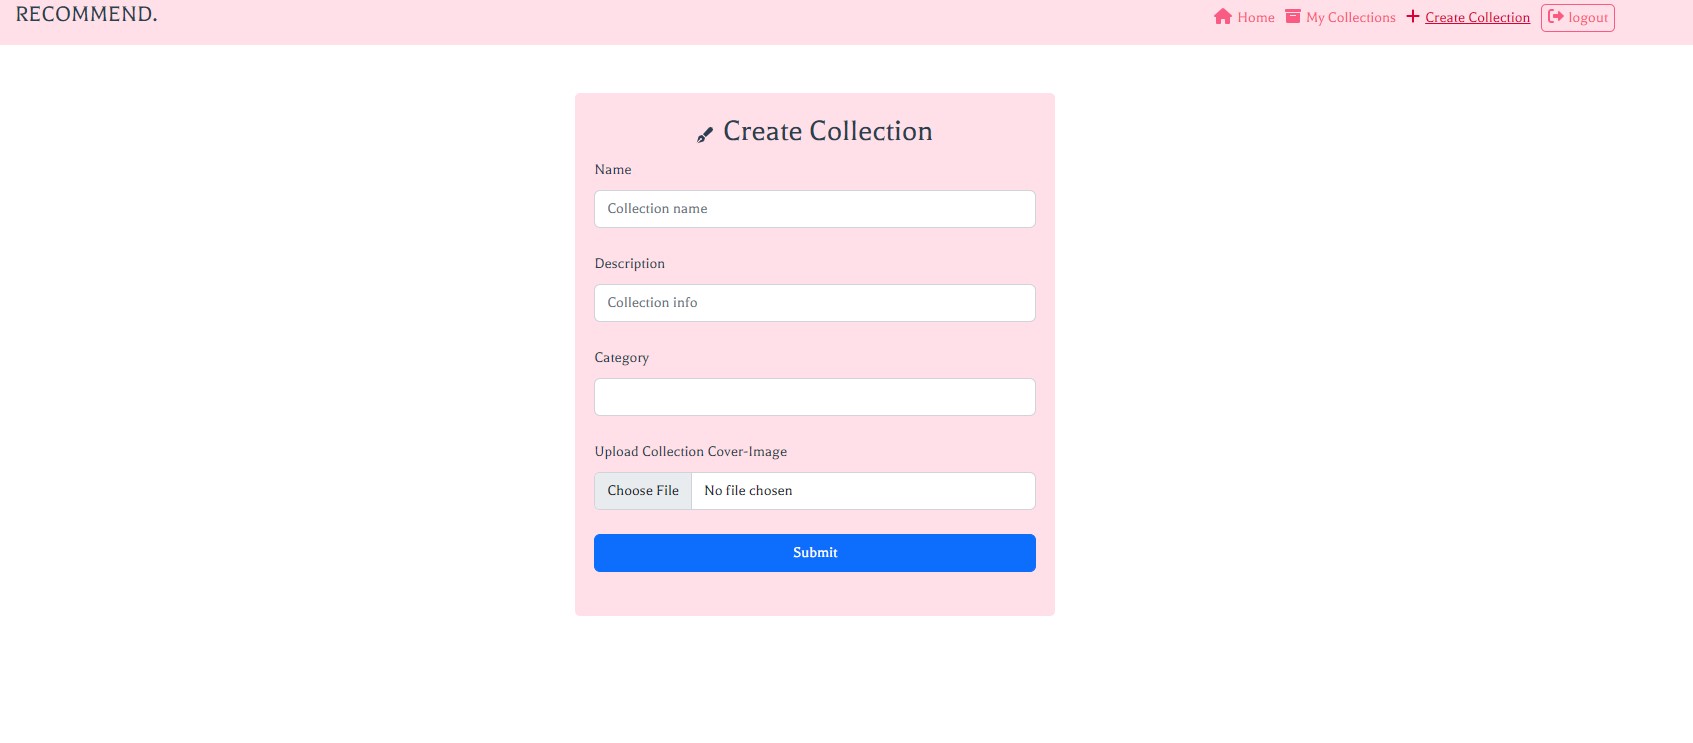 RECOMMEND.
Home My Collections Create Collection logout
Create Collection
Name
Collection name
Description
Collection info
Category
Upload Collection Cover-Image
Choose File No file chosen
Submit